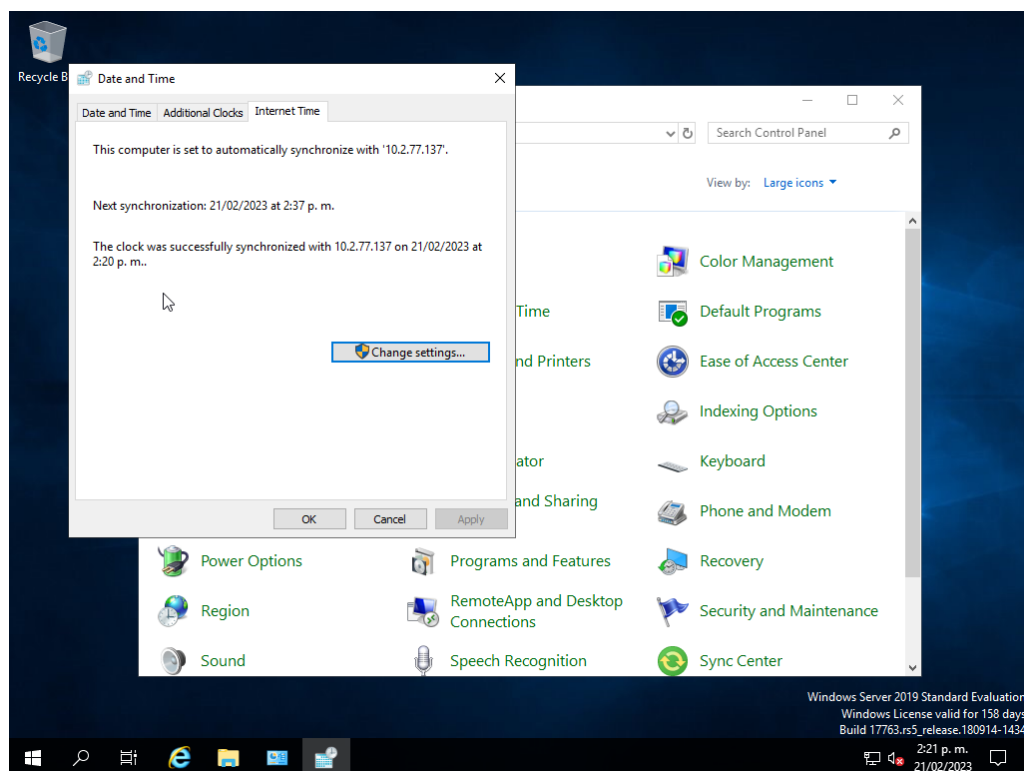 Recycle B
Date and Time
Date and Time
Additional Clocks
Internet Time
This computer is set to automatically synchronize with '10.2.77.137'.
Next synchronization: 21/02/2023 at 2:37 p. m.
The clock was successfully synchronized with 10.2.77.137 on 21/02/2023 at
2:20 p. m..
Change settings...
OK
Cancel
Apply
Search Control Panel
View by: Large icons
Color Management
Time
Default Programs
nd Printers
Ease of Access Center
Indexing Options
ator
Keyboard
and Sharing
Phone and Modem
Power Options
Programs and Features
Recovery
Region
RemoteApp and Desktop
Connections
Security and Maintenance
Sound
Speech Recognition
Sync Center
Windows Server 2019 Standard Evaluation
Windows License valid for 158 days
Build 17763.rs5_release.180914-1434
2:21 p. m.
21/02/2023